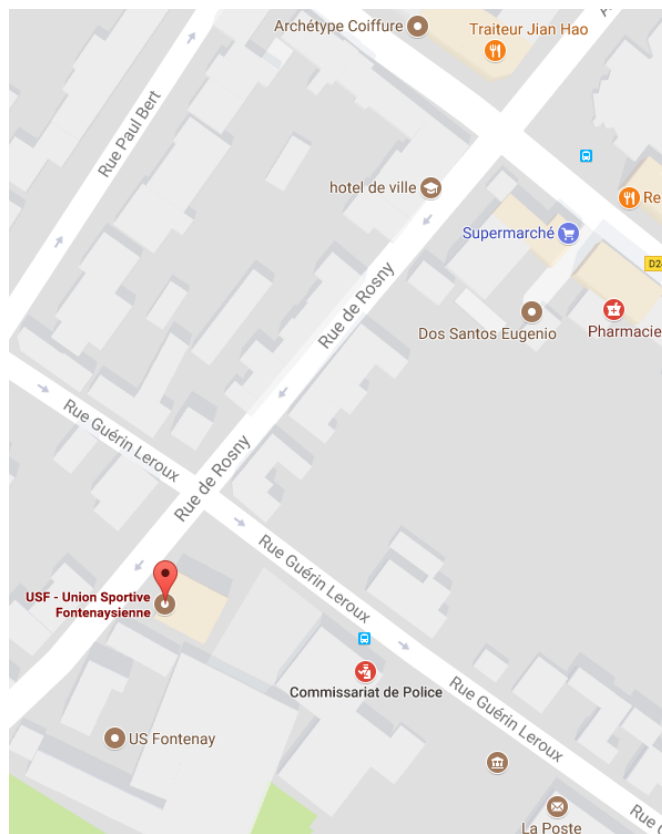 Archétype Coiffure
Traiteur Jian Hao
Rue Paul Bert
hotel de ville
Re
Supermarché
D24
Rue de Rosny
Dos Santos Eugenio
Pharmacie
Rue Guérin Leroux
Rue de Rosny
Rue Guérin Leroux
USF - Union Sportive
Fontenaysienne
Commissariat de Police
Rue Guérin Leroux
US Fontenay
La Poste
Rue G